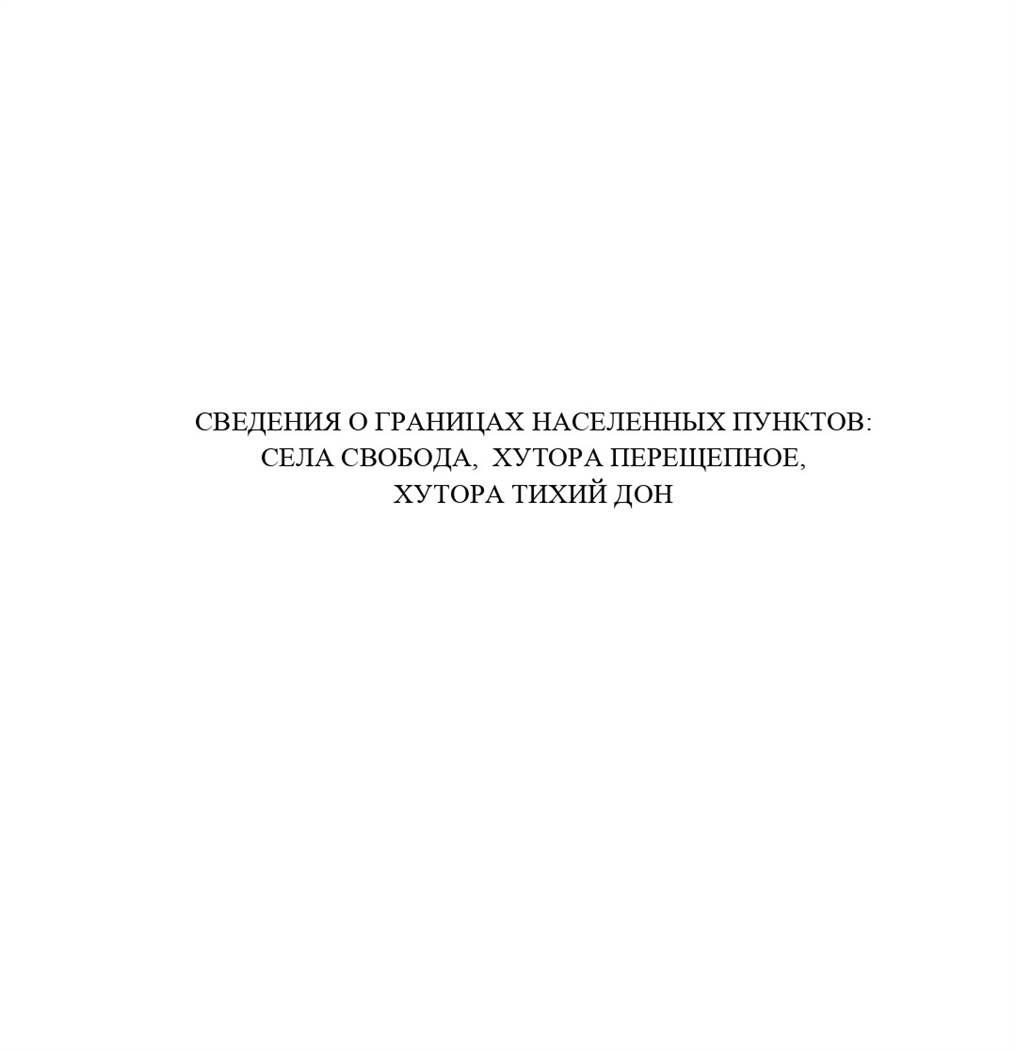 СВЕДЕНИЯ О ГРАНИЦАХ НАСЕЛЕННЫХ ПУНКТОВ:
СЕЛА СВОБОДА,  ХУТОРА ПЕРЕЩЕПНОЕ,
ХУТОРА ТИХИЙ ДОН